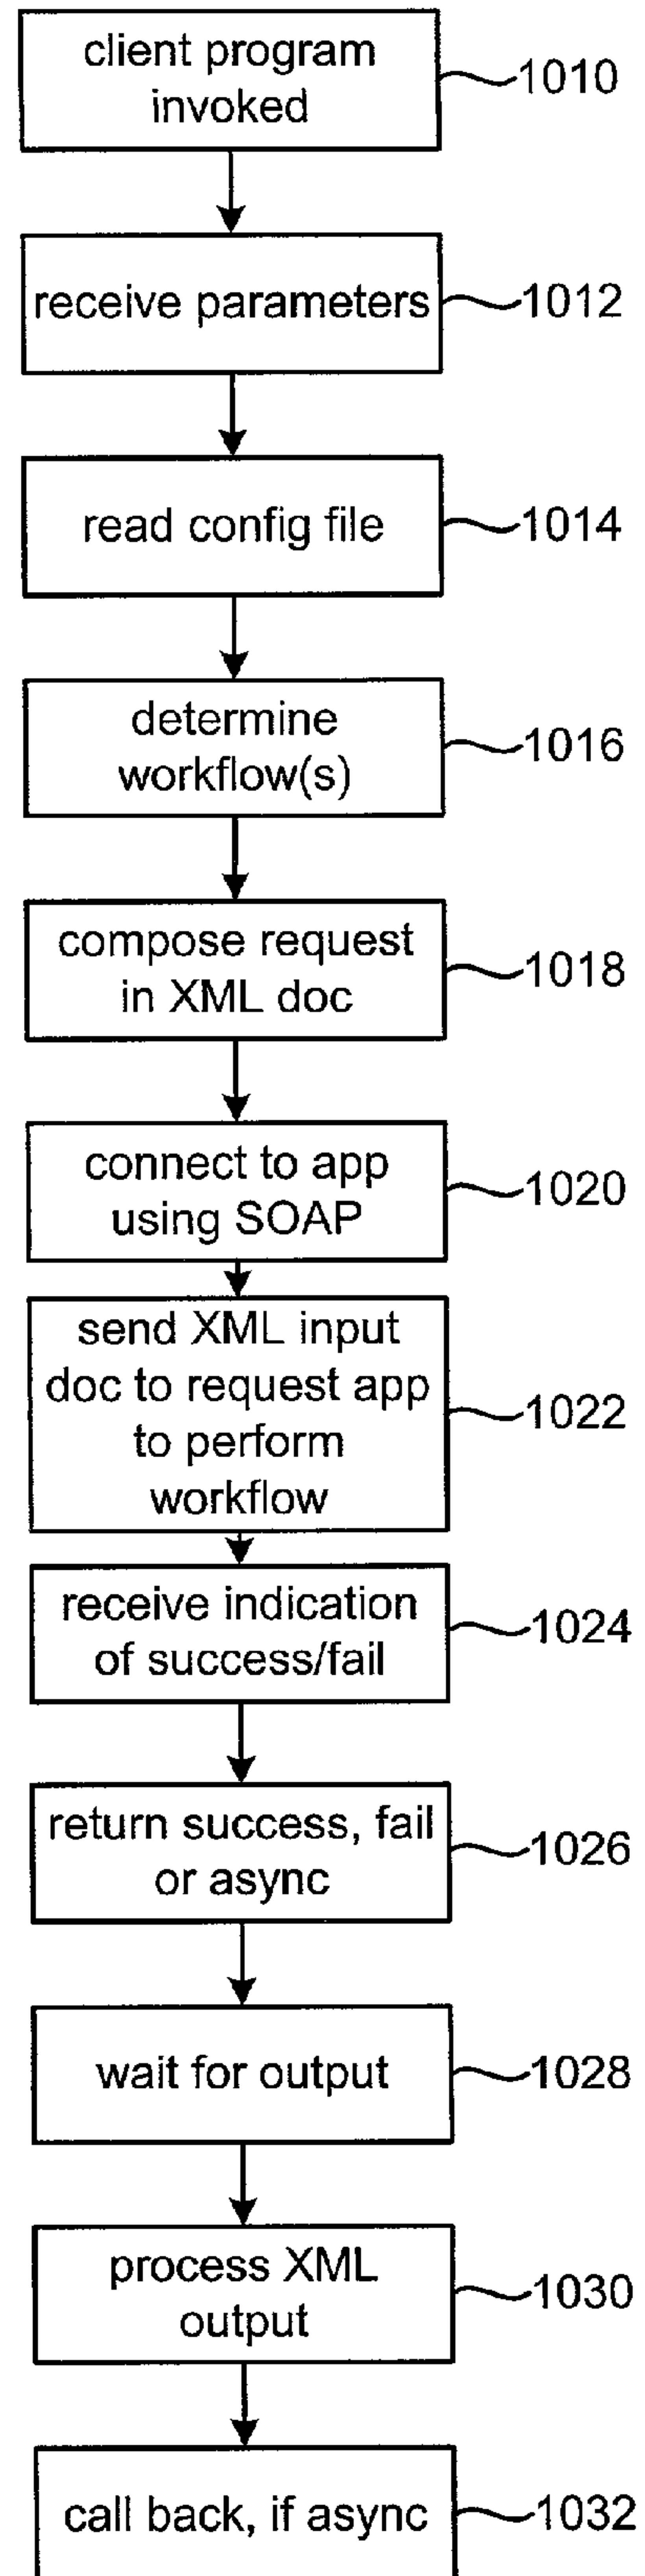 client program
invoked
1010
receive parameters
1012
read config file
1014
determine
workflow(s)
1016
compose request
in XML doc
1018
connect to app
using SOAP
1020
send XML input
doc to request app
to perform
workflow
1022
receive indication
of success/fail
1024
return success, fail
or async
1026
wait for output
1028
process XML
output
1030
call back, if async
1032